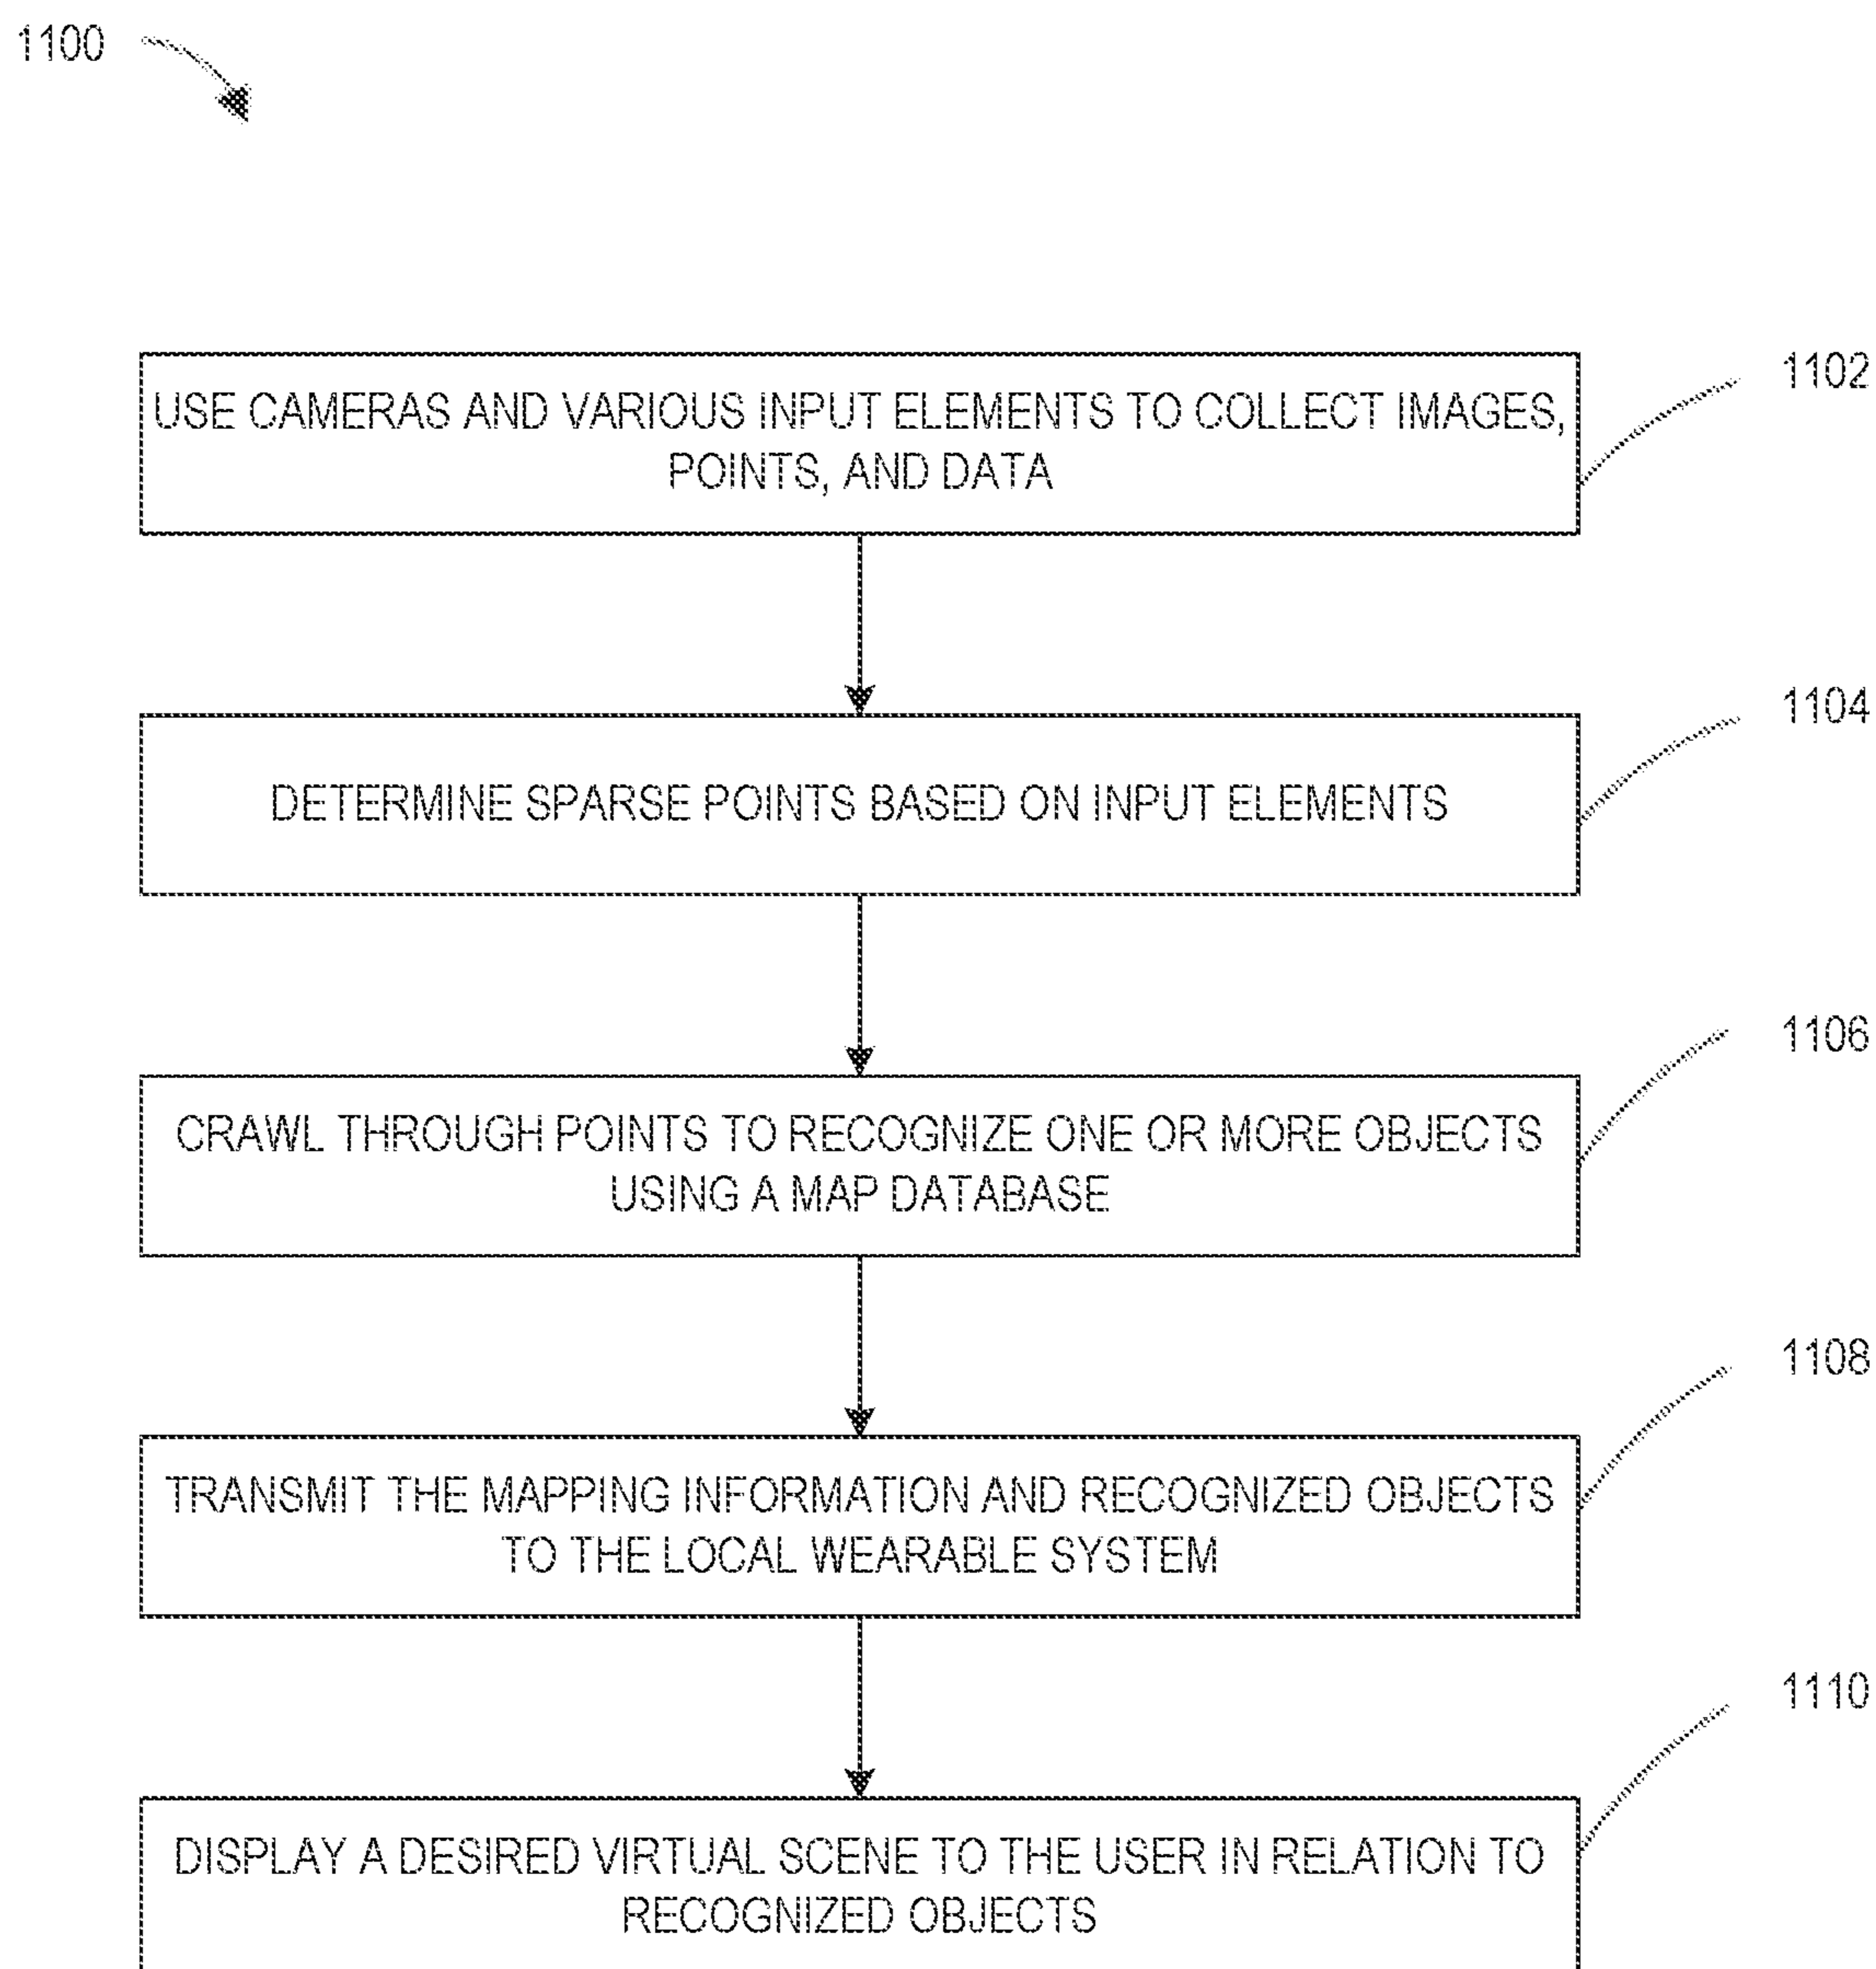 1100
1102
USE CAMERAS AND VARIOUS INPUT ELEMENTS TO COLLECT IMAGES,
POINTS, AND DATA
1104
DETERMINE SPARSE POINTS BASED ON INPUT ELEMENTS
1106
CRAWL THROUGH POINTS TO RECOGNIZE ONE OR MORE OBJECTS
USING A MAP DATABASE
1108
TRANSMIT THE MAPPING INFORMATION AND RECOGNIZED OBJECTS
TO THE LOCAL WEARABLE SYSTEM
1110
DISPLAY A DESIRED VIRTUAL SCENE TO THE USER IN RELATION TO
RECOGNIZED OBJECTS